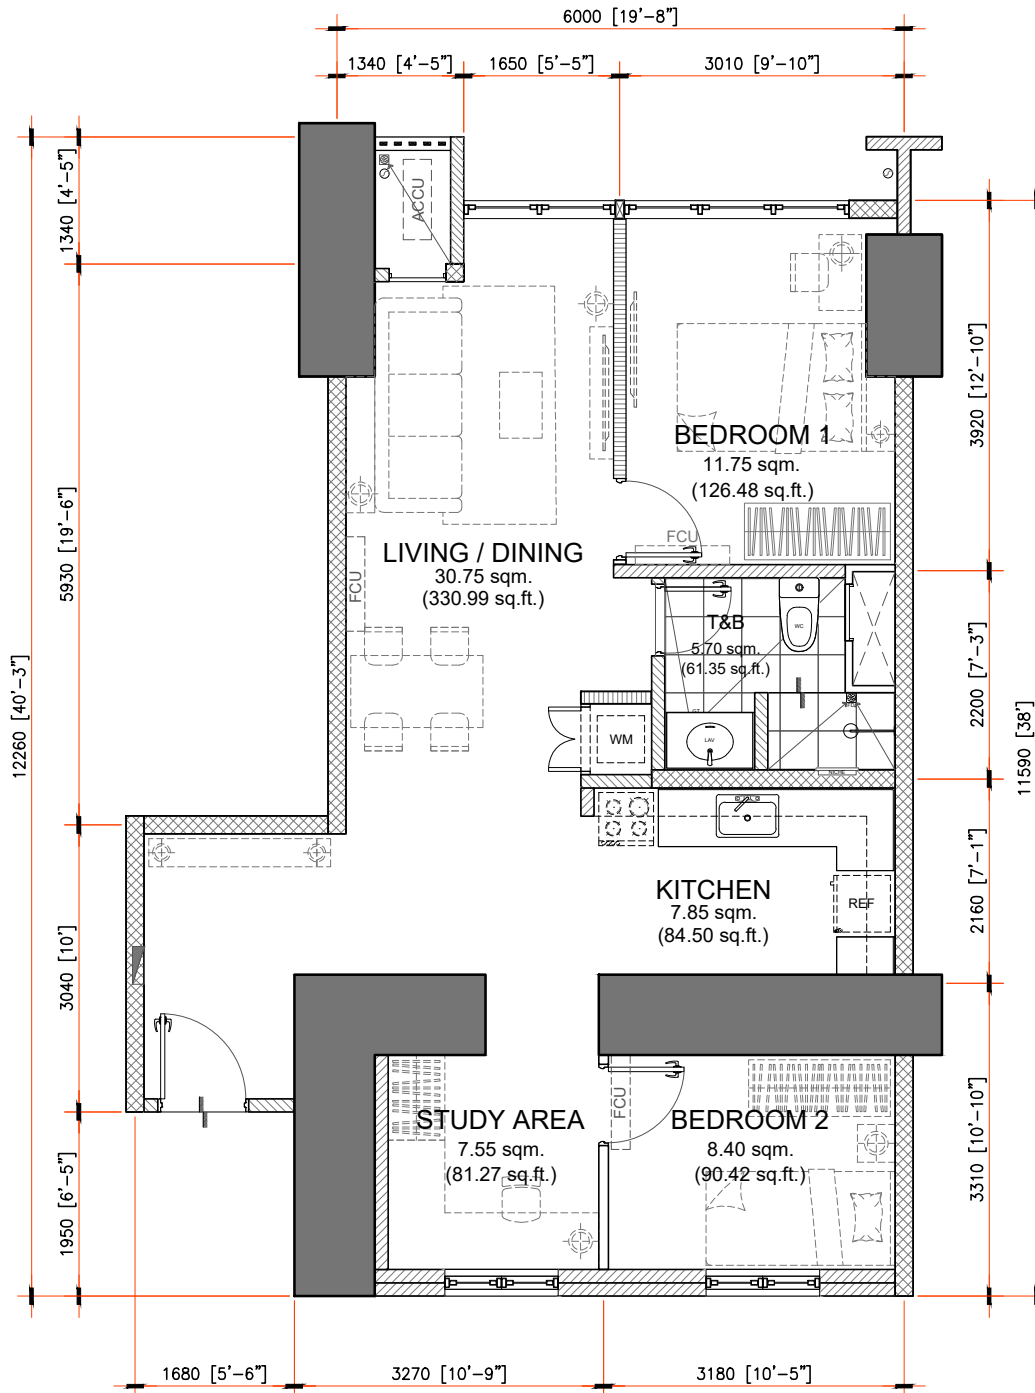 6000 [19'-8"]
1340 [4'-5"]
1650 [5'-5"]
3010 [9'-10"]
1340 [4'-5"]
5930 [19'-6"]
12260 [40'-3"]
3040 [10']
1950 [6'-5"]
ACCU
BEDROOM 1
11.75 sqm.
(126.48 sq.ft.)
FCU
LIVING / DINING
30.75 sqm.
(330.99 sq.ft.)
FCU
T&B
5.70 sqm.
(61.35 sq.ft.)
WC
LAV
WM
KITCHEN
7.85 sqm.
(84.50 sq.ft.)
REF
STUDY AREA
7.55 sqm.
(81.27 sq.ft.)
FCU
BEDROOM 2
8.40 sqm.
(90.42 sq.ft.)
3920 [12'-10"]
2200 [7'-3"]
11590 [38']
2160 [7'-1"]
3310 [10'-10"]
1680 [5'-6"]
3270 [10'-9"]
3180 [10'-5"]